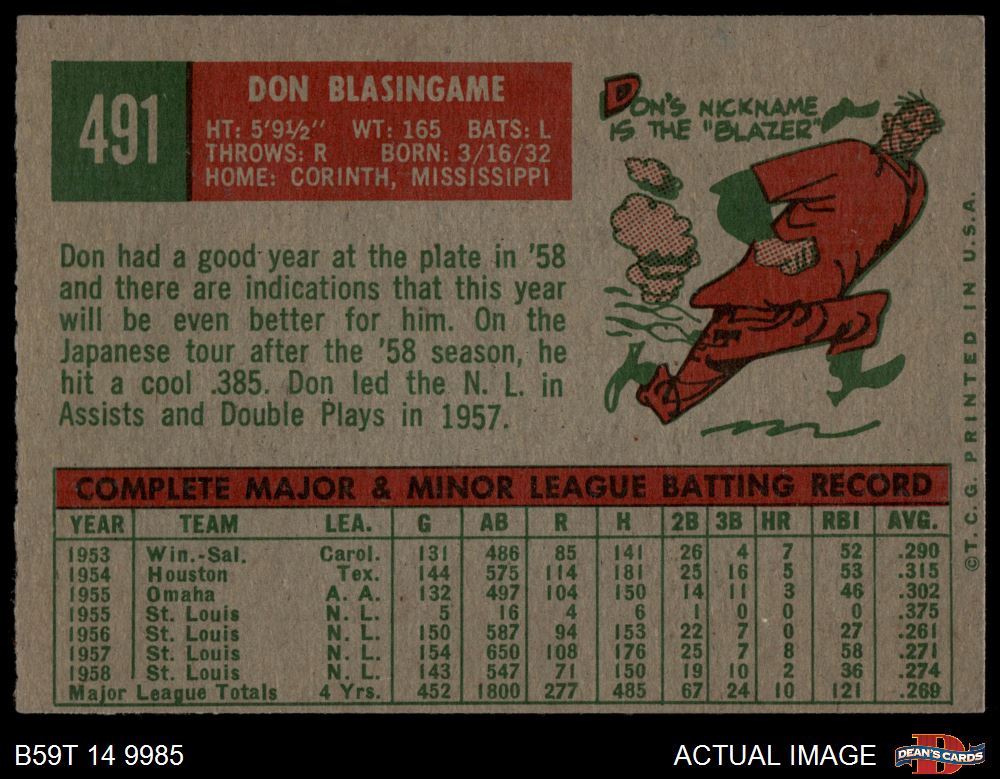 491
DON BLASINGAME
HT: 5'9½" WT: 165 BATS: L
THROWS: R BORN: 3/16/32
HOME: CORINTH, MISSISSIPPI
DON'S NICKNAME
IS THE "BLAZER"
Don had a good year at the plate in '58
and there are indications that this year
will be even better for him. On the
Japanese tour after the '58 season, he
hit a cool .385. Don led the N. L. in
Assists and Double Plays in 1957.
COMPLETE MAJOR & MINOR LEAGUE BATTING RECORD
YEAR TEAM LEA. G AB R H 2B 3B HR RBI AVG.
1953 Win.-Sal. Carol. 131 486 85 141 26 4 7 52 .290
1954 Houston Tex. 144 575 114 181 25 16 5 53 .315
1955 Omaha A. A. 132 497 104 150 14 11 3 46 .302
1955 St. Louis N. L. 5 16 4 6 1 0 0 0 .375
1956 St. Louis N. L. 150 587 94 153 22 7 0 27 .261
1957 St. Louis N. L. 154 650 108 176 25 7 8 58 .271
1958 St. Louis N. L. 143 547 71 150 19 10 2 36 .274
Major League Totals 4 Yrs. 452 1800 277 485 67 24 10 121 .269
©T. C. G. PRINTED IN U.S.A.
B59T 14 9985
ACTUAL IMAGE
D
DEAN'S CARDS